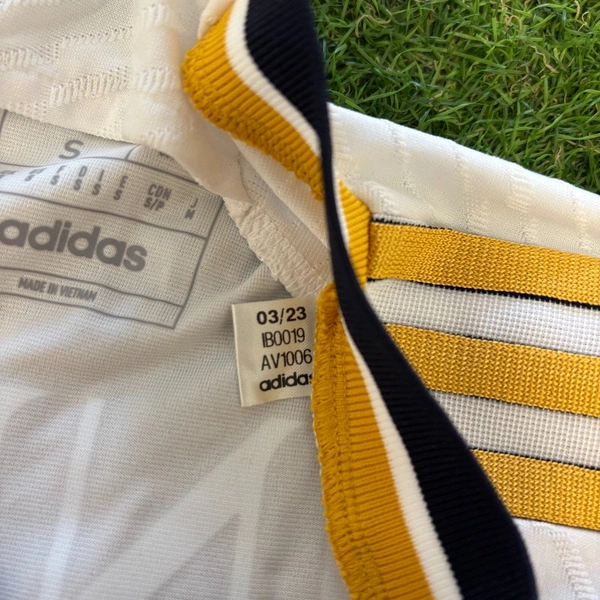 S
CON
S/P
J
M
adidas
MADE IN VIETNAM
03/23
IB0019
AV1006
adidas